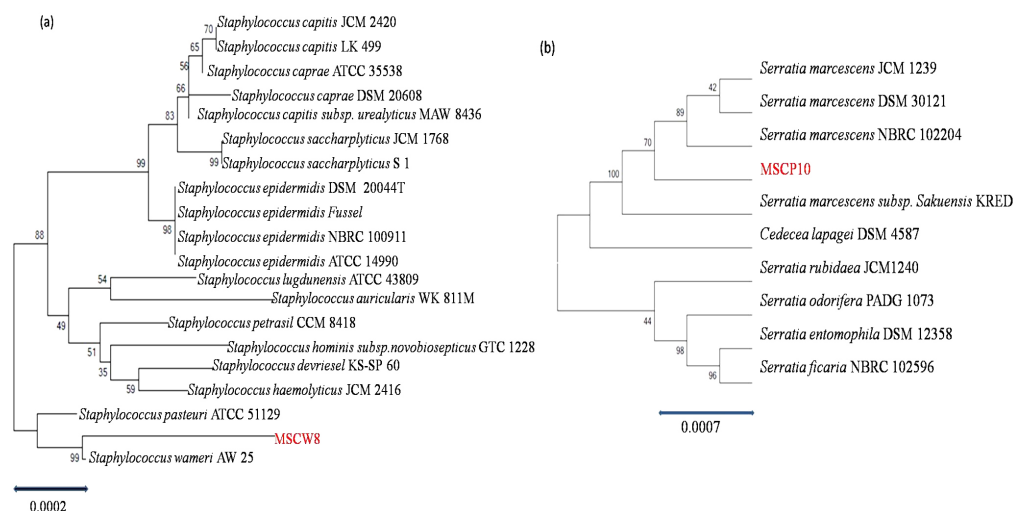 (a)
70
Staphylococcus capitis JCM 2420
65
Staphylococcus capitis LK 499
56
Staphylococcus caprae ATCC 35538
66
Staphylococcus caprae DSM 20608
83
Staphylococcus capitis subsp. urealyticus MAW 8436
Staphylococcus saccharplyticus JCM 1768
99
99
Staphylococcus saccharplyticus S 1
Staphylococcus epidermidis DSM 20044T
Staphylococcus epidermidis Fussel
98
Staphylococcus epidermidis NBRC 100911
88
Staphylococcus epidermidis ATCC 14990
54
Staphylococcus lugdunensis ATCC 43809
Staphylococcus auricularis WK 811M
49
Staphylococcus petrasil CCM 8418
51
Staphylococcus hominis subsp.novobiosepticus GTC 1228
35
Staphylococcus devriesel KS-SP 60
59
Staphylococcus haemolyticus JCM 2416
Staphylococcus pasteuri ATCC 51129
MSCW8
99
Staphylococcus wameri AW 25
0.0002
(b)
Serratia marcescens JCM 1239
42
Serratia marcescens DSM 30121
89
Serratia marcescens NBRC 102204
70
MSCP10
100
Serratia marcescens subsp. Sakuensis KRED
Cedecea lapagei DSM 4587
Serratia rubidaea JCM1240
Serratia odorifera PADG 1073
44
Serratia entomophila DSM 12358
98
Serratia ficaria NBRC 102596
96
0.0007